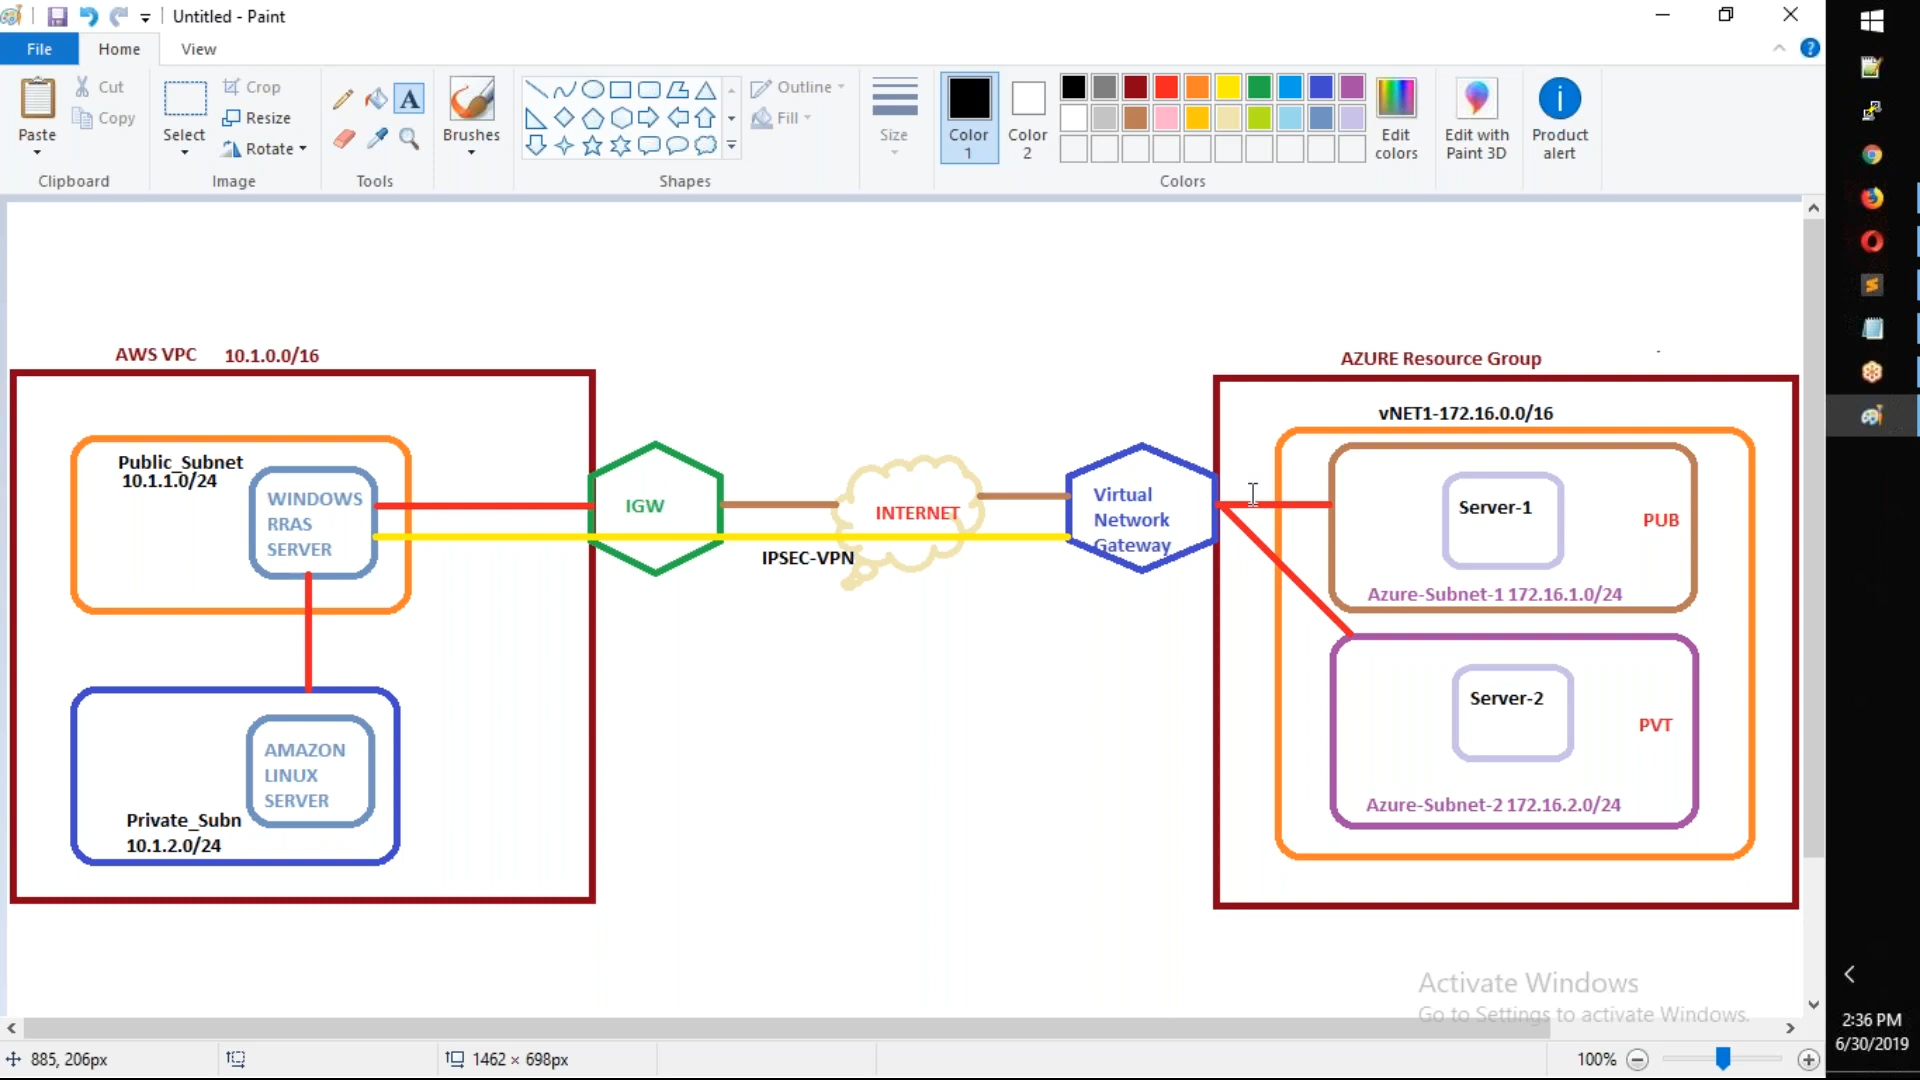 Untitled - Paint
File Home View
Paste
Cut
Copy
Clipboard
Select
Crop
Resize
Rotate
Image
A
Tools
Brushes
Shapes
Outline
Fill
Size
Color
1
Color
2
Edit
colors
Colors
Edit with
Paint 3D
Product
alert
AWS VPC 10.1.0.0/16
Public_Subnet
10.1.1.0/24
WINDOWS
RRAS
SERVER
AMAZON
LINUX
SERVER
Private_Subn
10.1.2.0/24
IGW
INTERNET
IPSEC-VPN
Virtual
Network
Gateway
AZURE Resource Group
vNET1-172.16.0.0/16
Server-1
PUB
Azure-Subnet-1 172.16.1.0/24
Server-2
PVT
Azure-Subnet-2 172.16.2.0/24
Activate Windows
Go to Settings to activate Windows.
885, 206px
1462 × 698px
100%
2:36 PM
6/30/2019